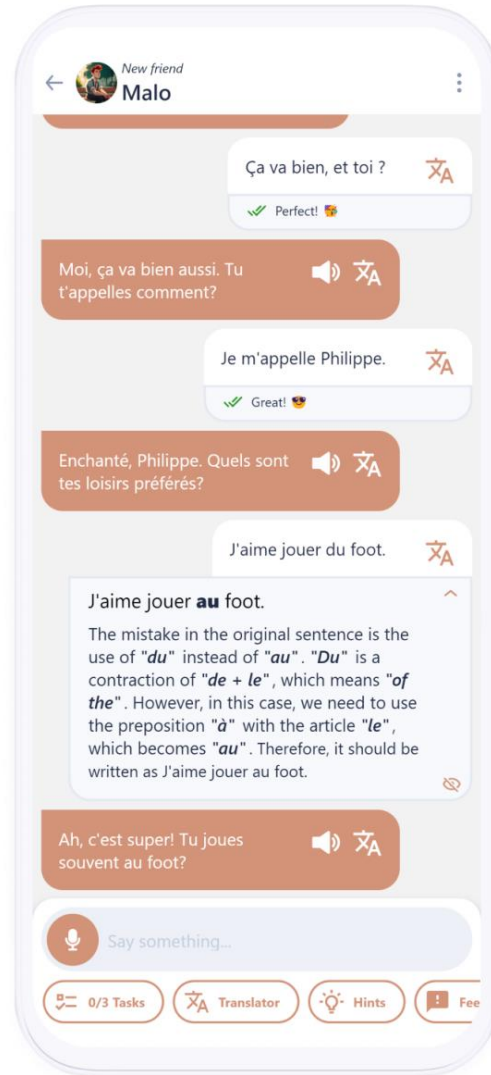 New friend
Malo
Ça va bien, et toi ?
Perfect!
Moi, ça va bien aussi. Tu
t'appelles comment?
Je m'appelle Philippe.
Great!
Enchanté, Philippe. Quels sont
tes loisirs préférés?
J'aime jouer du foot.
J'aime jouer au foot.
The mistake in the original sentence is the
use of "du" instead of "au". "Du" is a
contraction of "de + le", which means "of
the". However, in this case, we need to use
the preposition "à" with the article "le",
which becomes "au". Therefore, it should be
written as J'aime jouer au foot.
Ah, c'est super! Tu joues
souvent au foot?
Say something...
0/3 Tasks
Translator
Hints
Fee